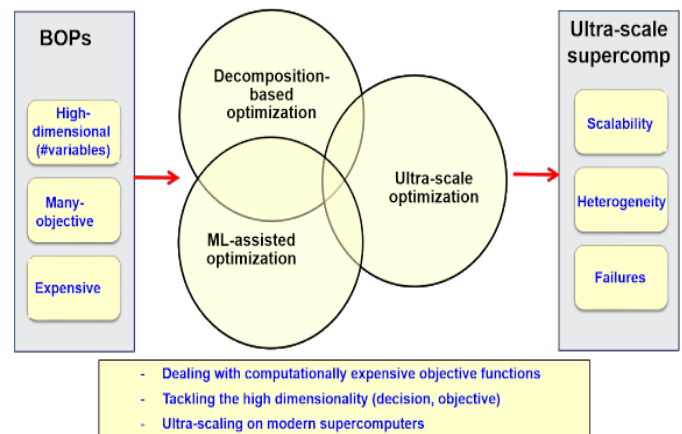 BOPs
High-
dimensional
(#variables)
Many-
objective
Expensive
Decomposition-
based
optimization
ML-assisted
optimization
Ultra-scale
optimization
Ultra-scale
supercomp
Scalability
Heterogeneity
Failures
- Dealing with computationally expensive objective functions
- Tackling the high dimensionality (decision, objective)
- Ultra-scaling on modern supercomputers